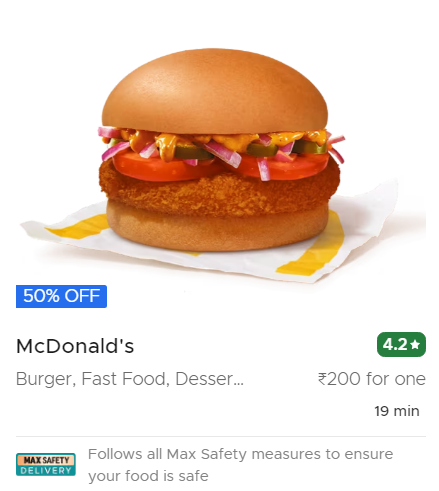 50% OFF
McDonald's
4.2★
Burger, Fast Food, Desser...
₹200 for one
19 min
MAX SAFETY
DELIVERY
Follows all Max Safety measures to ensure
your food is safe